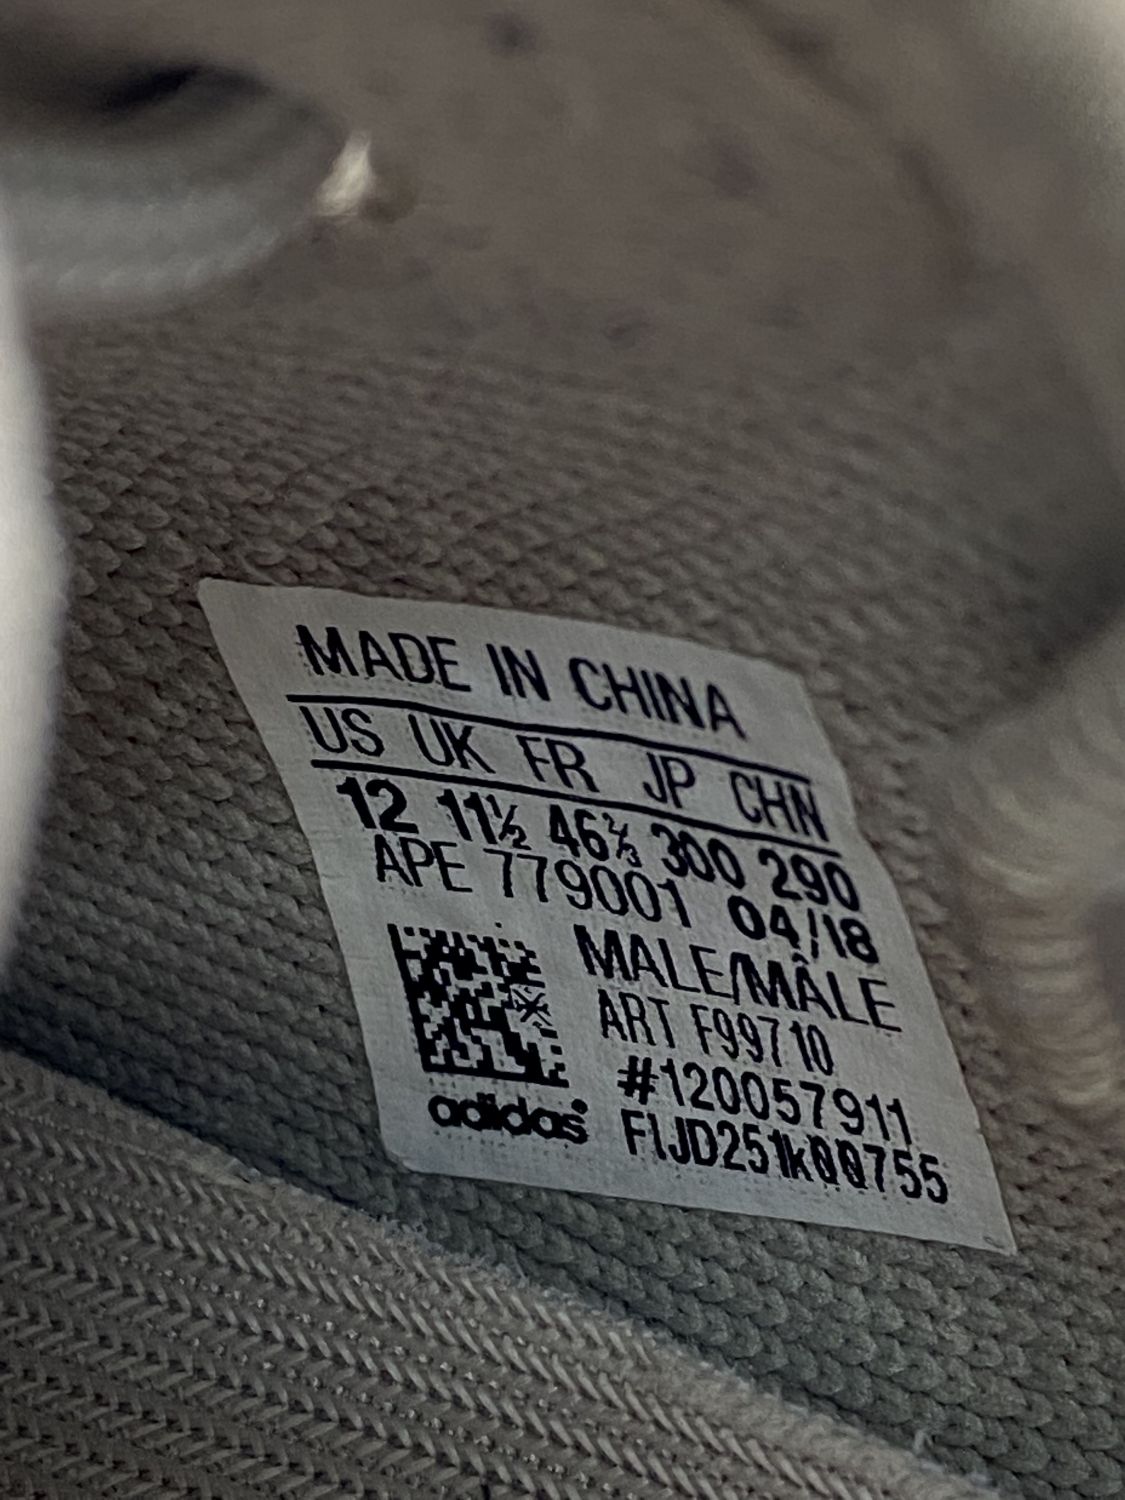 MADE IN CHINA
US UK FR JP CHN
12 11½ 46⅔ 300 290
APE 779001 04/18
MALE/MÂLE
ART F99710
#120057911
FIJD251k00755
adidas